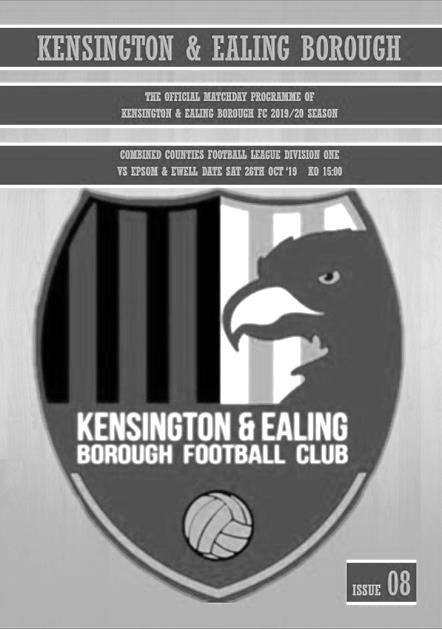 KENSINGTON & EALING BOROUGH
THE OFFICIAL MATCHDAY PROGRAMME OF
KENSINGTON & EALING BOROUGH FC 2019/20 SEASON
COMBINED COUNTIES FOOTBALL LEAGUE DIVISION ONE
VS EPSOM & EWELL DATE SAT 26TH OCT '19 KO 15:00
KENSINGTON & EALING
BOROUGH FOOTBALL CLUB
ISSUE 08